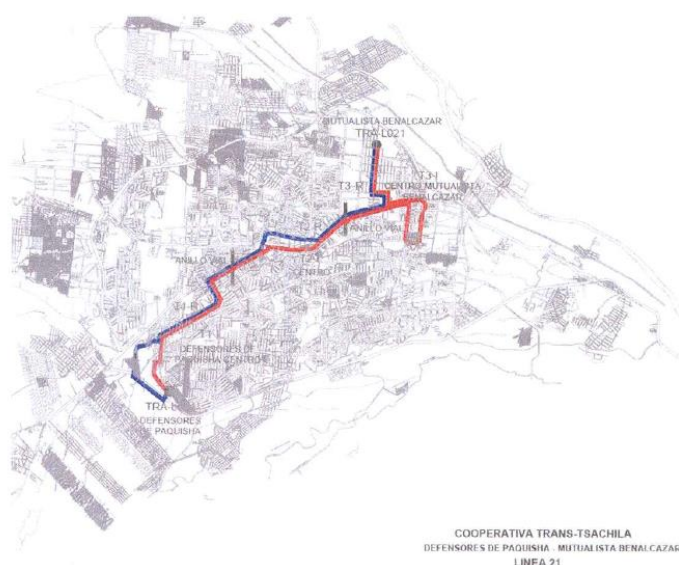 MUTUALISTA BENALCAZAR
TRA-L021
T3-I
T3-R
CENTRO MUTUALISTA
BENALCAZAR
ANILLO VIAL
ANILLO VIAL
CENTRO
T1-R
DEFENSORES DE
PAQUISHA CENTRO
DEFENSORES
DE PAQUISHA
COOPERATIVA TRANS-TSACHILA
DEFENSORES DE PAQUISHA - MUTUALISTA BENALCAZAR
LINEA 21